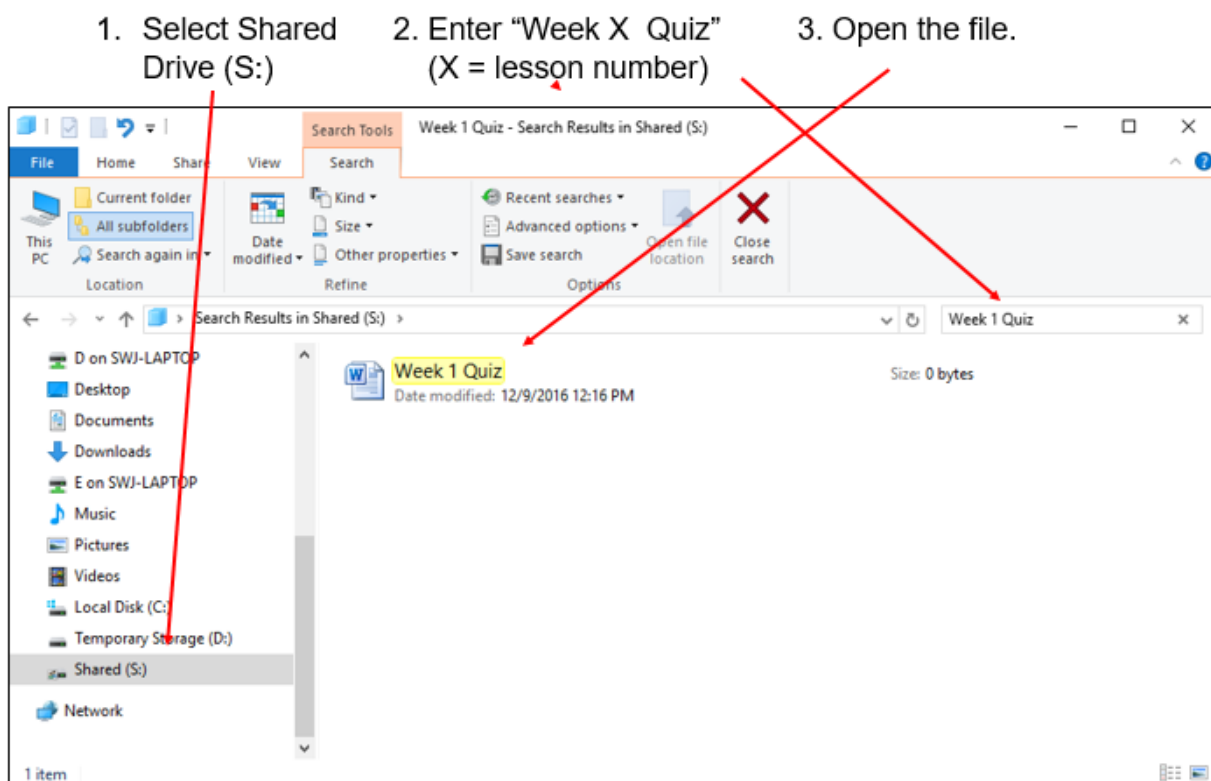 1. Select Shared
Drive (S:)
2. Enter “Week X Quiz”
(X = lesson number)
3. Open the file.
Search Tools
Week 1 Quiz - Search Results in Shared (S:)
File
Home
Share
View
Search
This
PC
Current folder
All subfolders
Search again in
Location
Date
modified
Kind
Size
Other properties
Refine
Recent searches
Advanced options
Save search
Open file
location
Options
Close
search
Search Results in Shared (S:)
Week 1 Quiz
D on SWJ-LAPTOP
Desktop
Documents
Downloads
E on SWJ-LAPTOP
Music
Pictures
Videos
Local Disk (C:)
Temporary Storage (D:)
Shared (S:)
Network
Week 1 Quiz
Date modified: 12/9/2016 12:16 PM
Size: 0 bytes
1 item